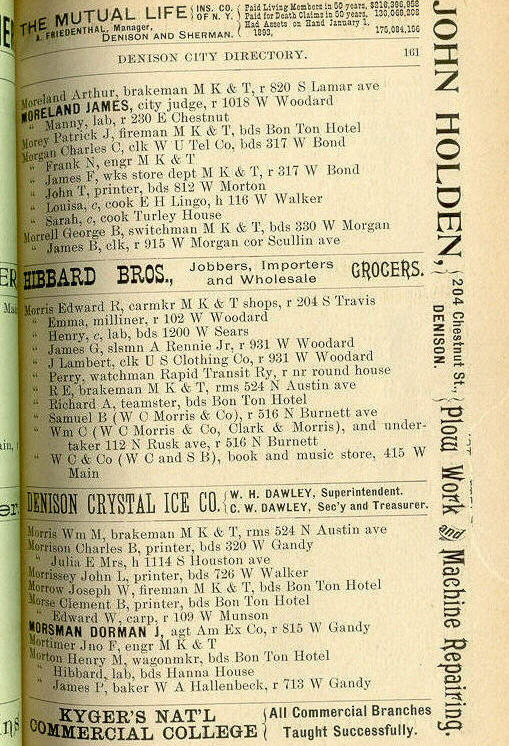 THE MUTUAL LIFE { INS. CO. OF N. Y. {
Paid Living Members in 50 years, $216,396,958
Paid for Death Claims in 50 years, 130,069,208
Had Assets on Hand January 1, 1893, 175,084,156
A. FRIEDENTHAL, Manager,
DENISON AND SHERMAN.
DENISON CITY DIRECTORY. 161
Moreland Arthur, brakeman M K & T, r 820 S Lamar ave
MORELAND JAMES, city judge, r 1018 W Woodard
" Manny, lab, r 230 E Chestnut
Morey Patrick J, fireman M K & T, bds Bon Ton Hotel
Morgan Charles C, clk W U Tel Co, bds 317 W Bond
" Frank N, engr M K & T
" James F, wks store dept M K & T, r 317 W Bond
" John T, printer, bds 812 W Morton
" Louisa, c, cook E H Lingo, h 116 W Walker
" Sarah, c, cook Turley House
Morrell George B, switchman M K & T, bds 330 W Morgan
" James B, clk, r 915 W Morgan cor Scullin ave
HIBBARD BROS., Jobbers, Importers and Wholesale GROCERS.
Morris Edward R, carmkr M K & T shops, r 204 S Travis
" Emma, milliner, r 102 W Woodard
" Henry, c, lab, bds 1200 W Sears
" James G, slsmn A Rennie Jr, r 931 W Woodard
" J Lambert, clk U S Clothing Co, r 931 W Woodard
" Perry, watchman Rapid Transit Ry, r nr round house
" R E, brakeman M K & T, rms 524 N Austin ave
" Richard A, teamster, bds Bon Ton Hotel
" Samuel B (W C Morris & Co), r 516 N Burnett ave
" Wm C (W C Morris & Co, Clark & Morris), and under-
taker 112 N Rusk ave, r 516 N Burnett
" W C & Co (W C and S B), book and music store, 415 W
Main
DENISON CRYSTAL ICE CO. { W. H. DAWLEY, Superintendent.
C. W. DAWLEY, Sec'y and Treasurer.
Morris Wm M, brakeman M K & T, rms 524 N Austin ave
Morrison Charles B, printer, bds 320 W Gandy
" Julia E Mrs, h 1114 S Houston ave
Morrissey John L, printer, bds 726 W Walker
Morrow Joseph W, fireman M K & T, bds Bon Ton Hotel
Morse Clement B, printer, bds Bon Ton Hotel
" Edward W, carp, r 109 W Munson
MORSMAN DORMAN J, agt Am Ex Co, r 815 W Gandy
Mortimer Jno F, engr M K & T
Morton Henry M, wagonmkr, bds Bon Ton Hotel
" Hibbard, lab, bds Hanna House
" James P, baker W A Hallenbeck, r 713 W Gandy
KYGER'S NAT'L COMMERCIAL COLLEGE { All Commercial Branches
Taught Successfully.
JOHN HOLDEN, { 204 Chestnut St., DENISON. } Plow Work and Machine Repairing.